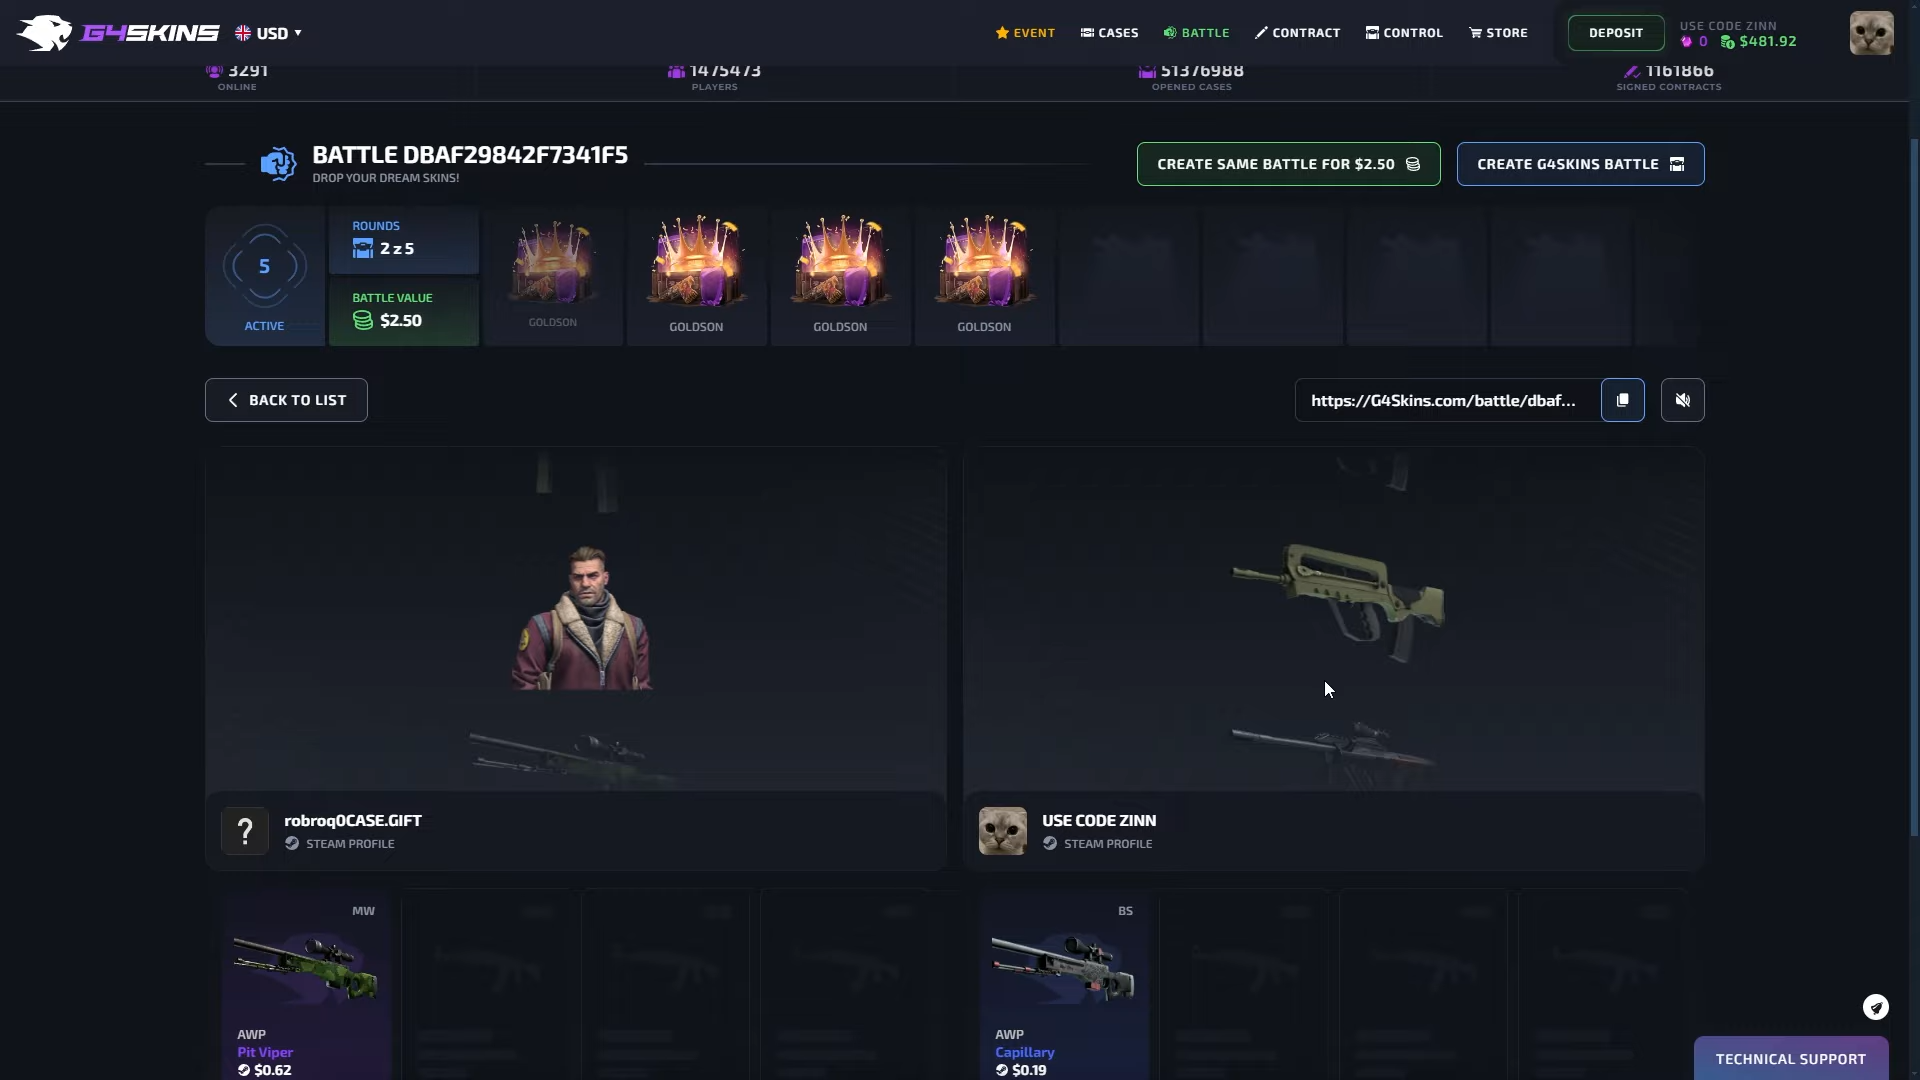 G4SKINS
USD
EVENT
CASES
BATTLE
CONTRACT
CONTROL
STORE
DEPOSIT
USE CODE ZINN
0 $481.92
3291
ONLINE
1475473
PLAYERS
51376988
OPENED CASES
1161866
SIGNED CONTRACTS
BATTLE DBAF29842F7341F5
DROP YOUR DREAM SKINS!
CREATE SAME BATTLE FOR $2.50
CREATE G4SKINS BATTLE
5
ACTIVE
ROUNDS
2 z 5
BATTLE VALUE
$2.50
GOLDSON
GOLDSON
GOLDSON
GOLDSON
BACK TO LIST
https://G4Skins.com/battle/dbaf...
?
robroq0CASE.GIFT
STEAM PROFILE
USE CODE ZINN
STEAM PROFILE
MW
AWP
Pit Viper
$0.62
BS
AWP
Capillary
$0.19
TECHNICAL SUPPORT